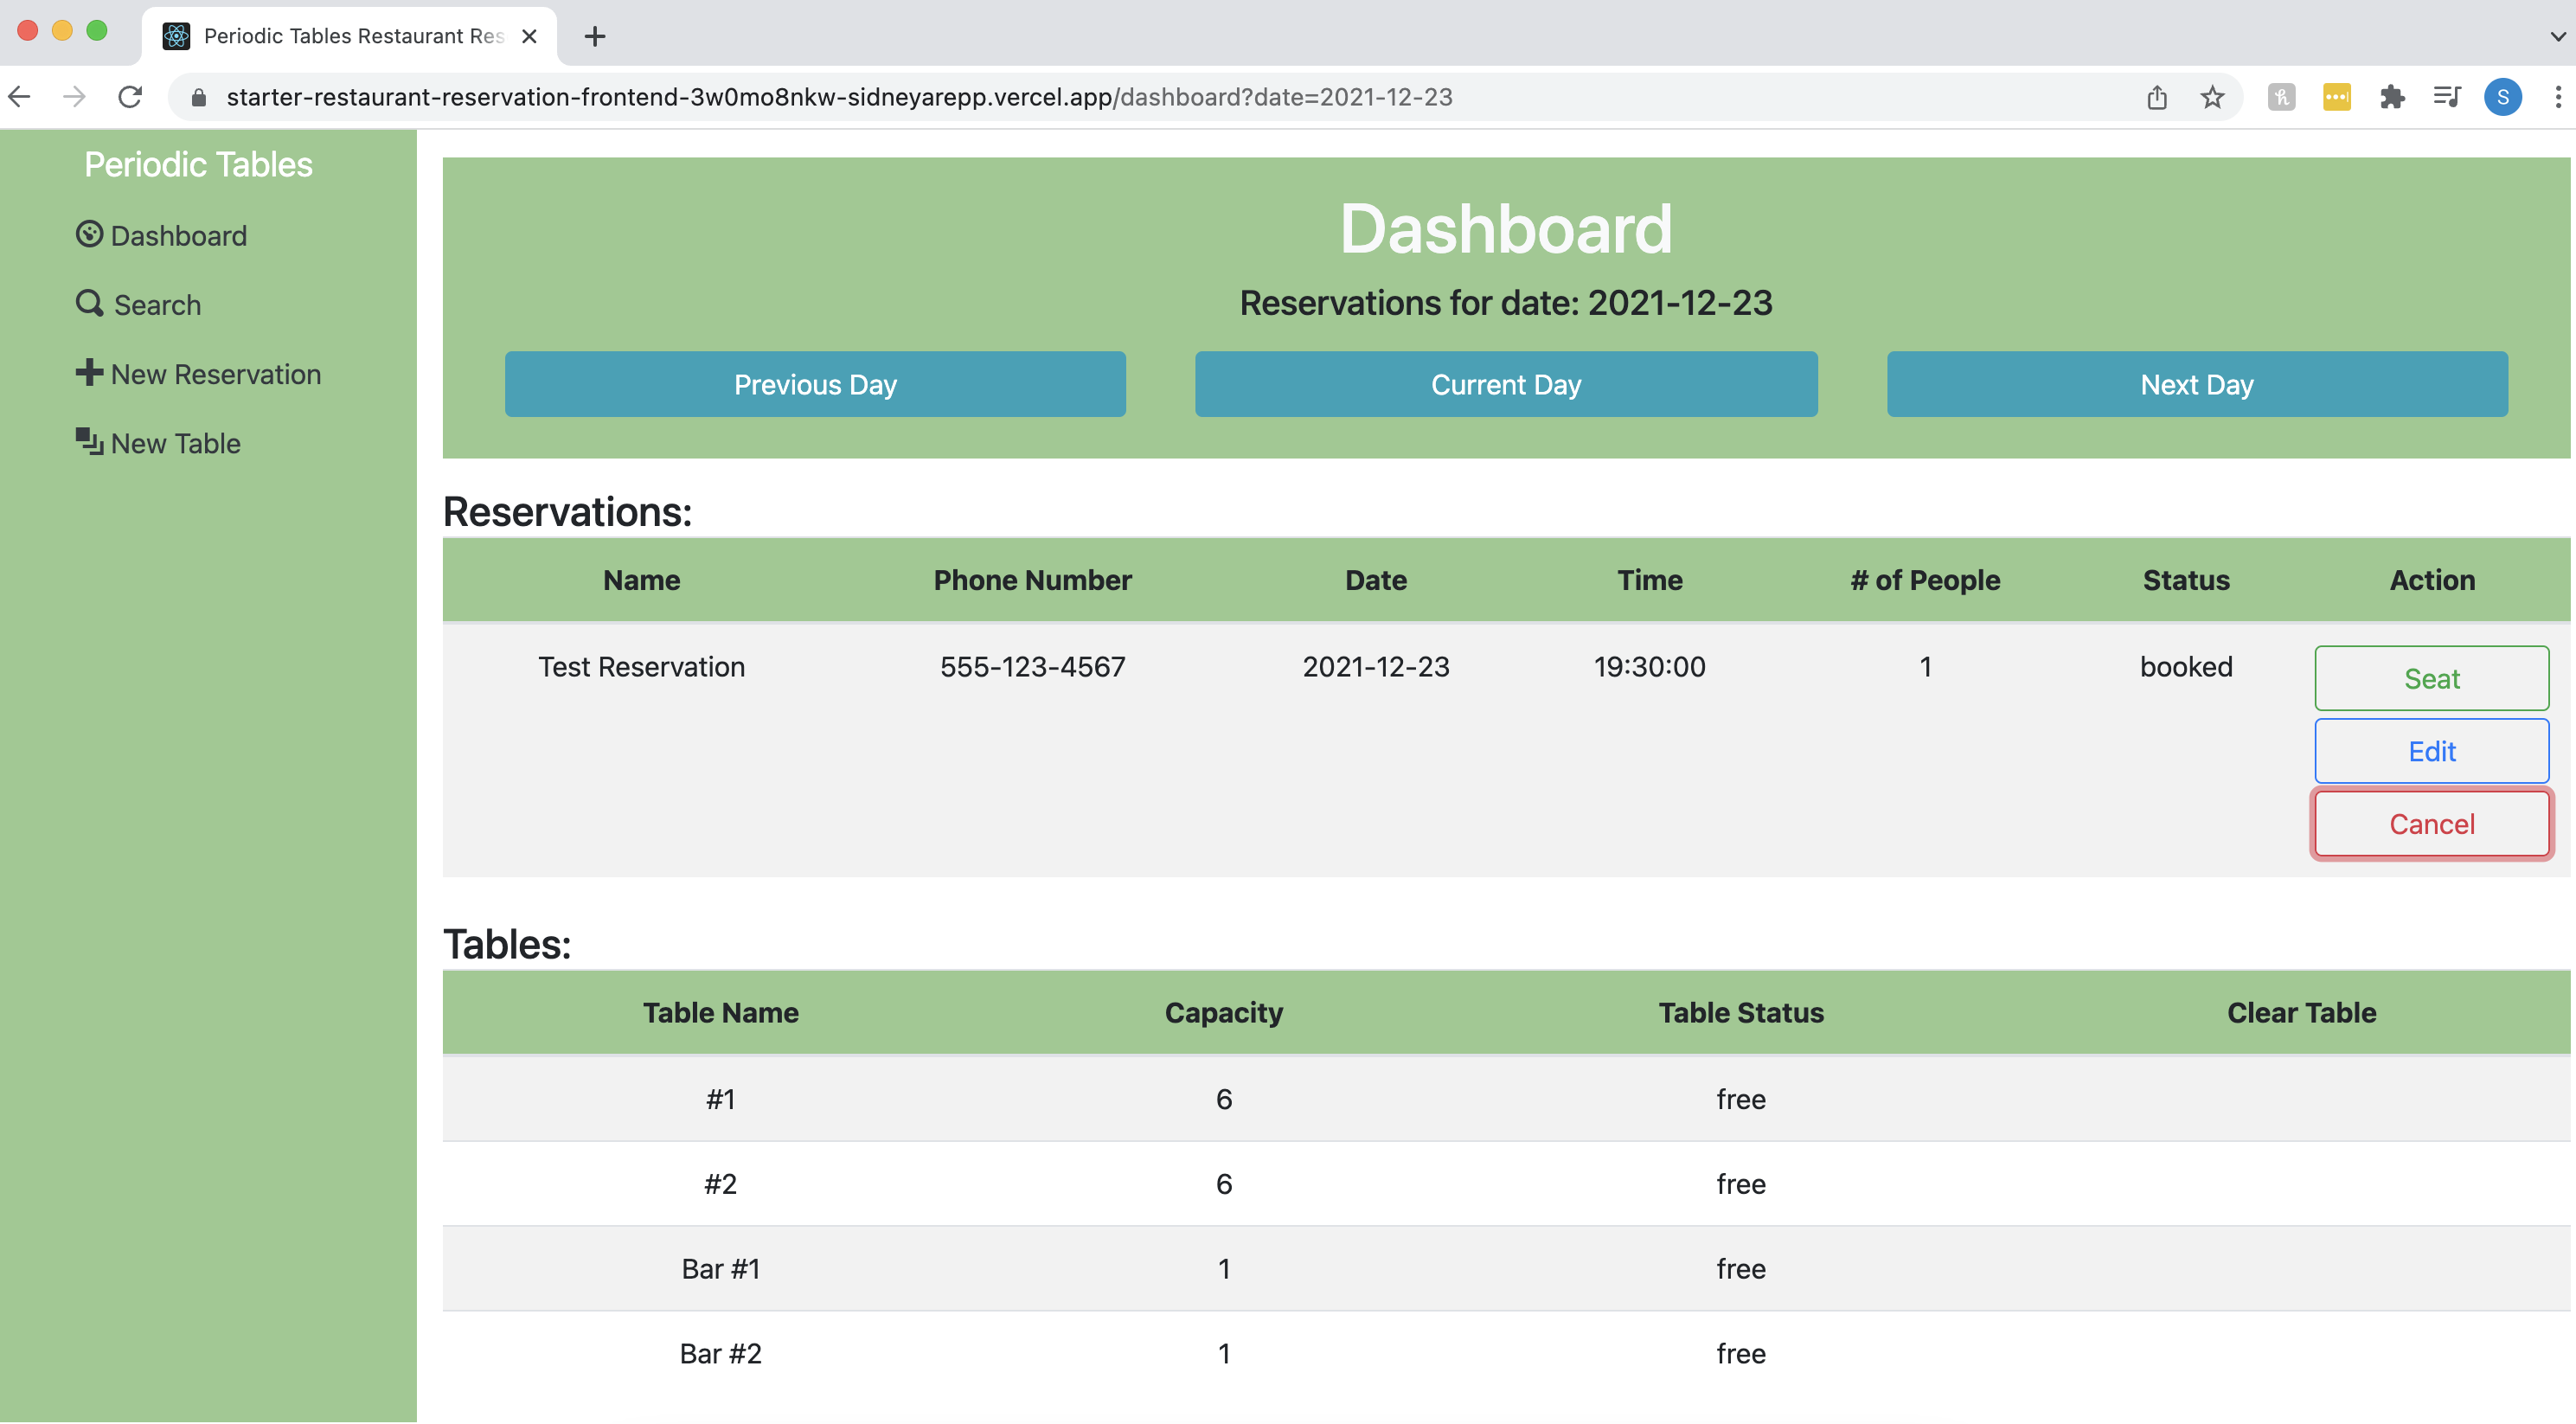 Periodic Tables Restaurant Res
starter-restaurant-reservation-frontend-3w0mo8nkw-sidneyarepp.vercel.app/dashboard?date=2021-12-23
S
Periodic Tables
Dashboard
Search
New Reservation
New Table
Dashboard
Reservations for date: 2021-12-23
Previous Day Current Day Next Day
Reservations:
Name Phone Number Date Time # of People Status Action
Test Reservation 555-123-4567 2021-12-23 19:30:00 1 booked Seat
Edit
Cancel
Tables:
Table Name Capacity Table Status Clear Table
#1 6 free
#2 6 free
Bar #1 1 free
Bar #2 1 free